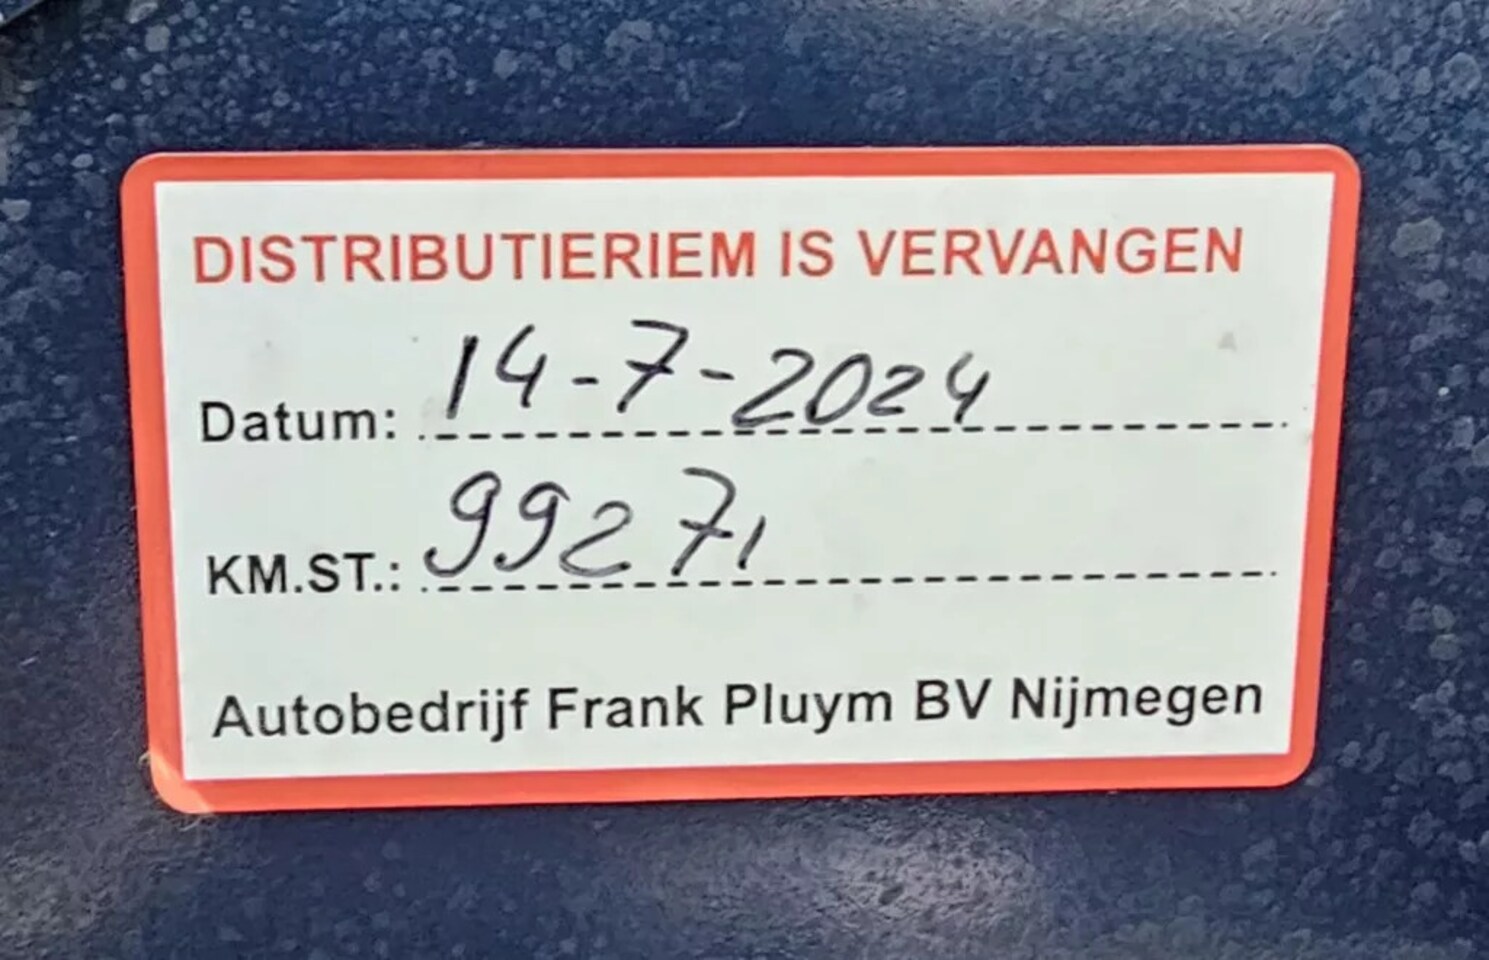 DISTRIBUTIERIEM IS VERVANGEN
Datum: 14-7-2024
KM.ST.: 99271
Autobedrijf Frank Pluym BV Nijmegen